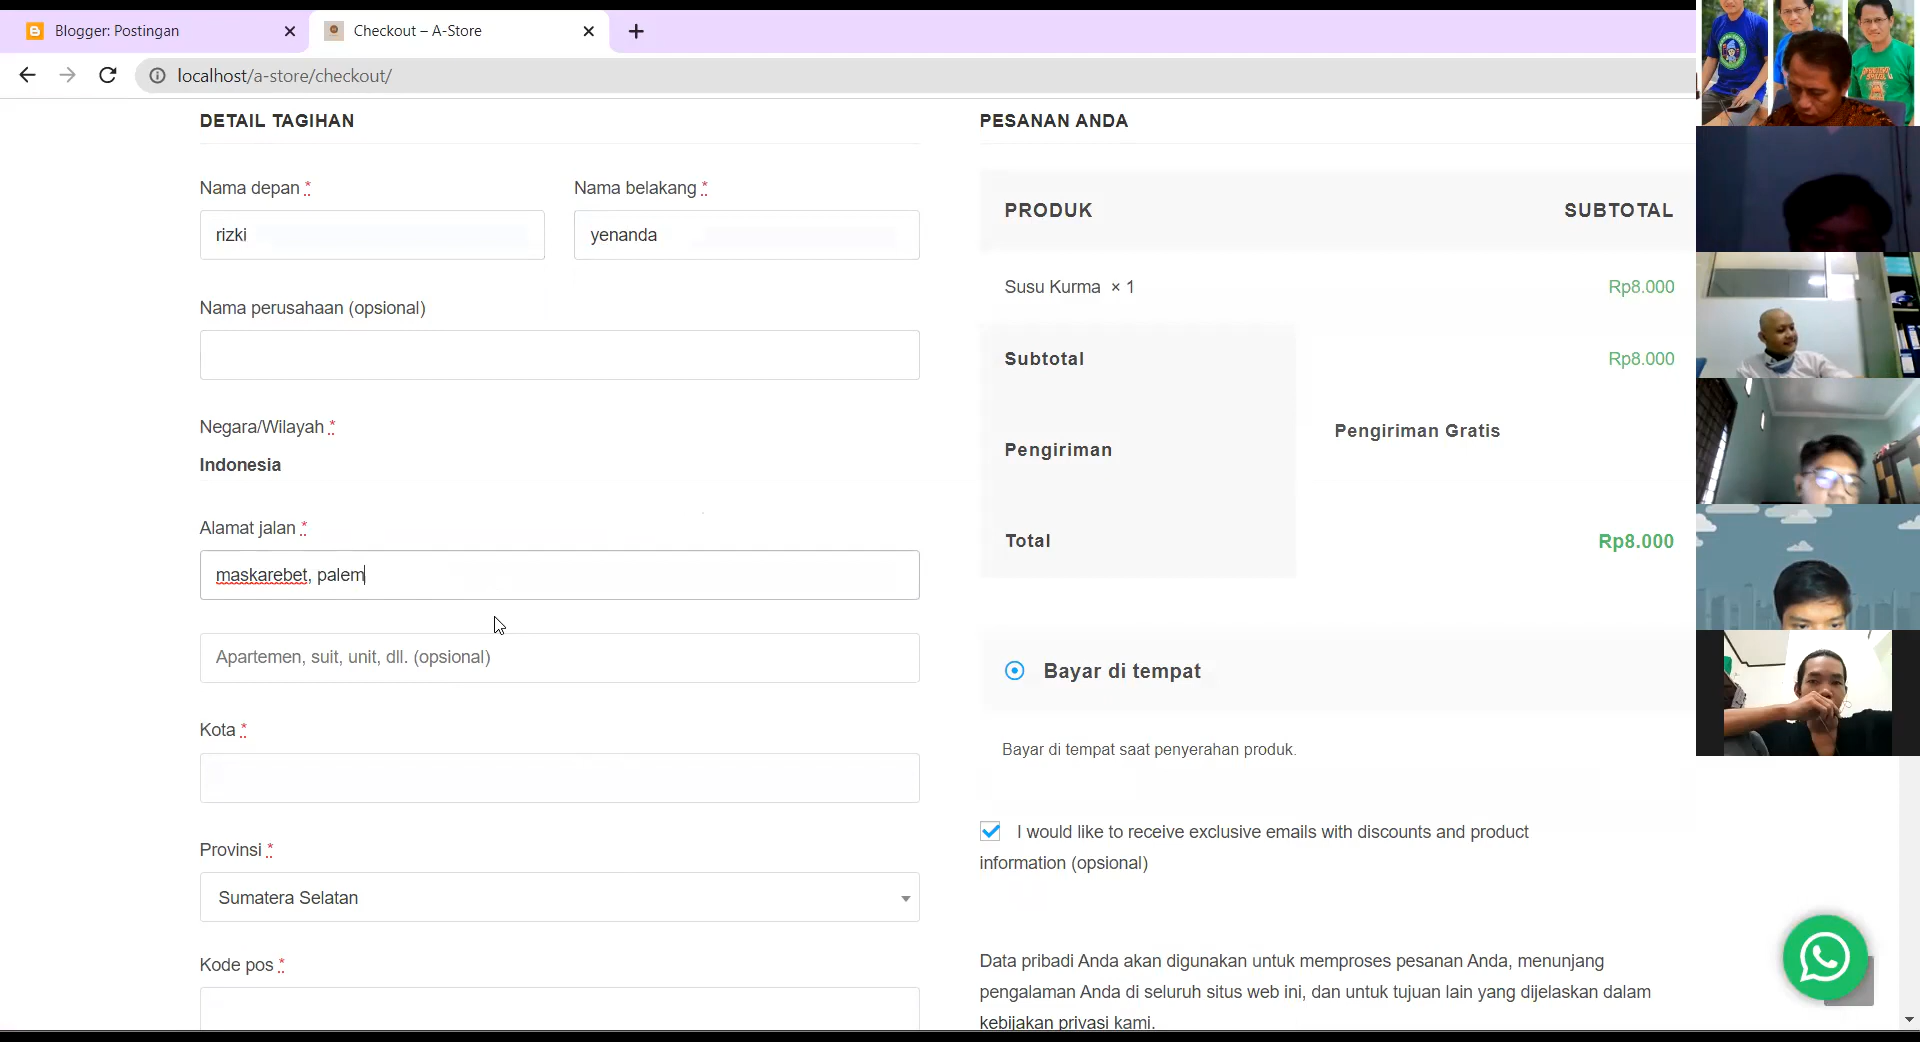 Blogger: Postingan
Checkout – A-Store
localhost/a-store/checkout/
DETAIL TAGIHAN
Nama depan *
Nama belakang *
rizki
yenanda
Nama perusahaan (opsional)
Negara/Wilayah *
Indonesia
Alamat jalan *
maskarebet, palem
Apartemen, suit, unit, dll. (opsional)
Kota *
Provinsi *
Sumatera Selatan
Kode pos *
PESANAN ANDA
PRODUK SUBTOTAL
Susu Kurma × 1 Rp8.000
Subtotal Rp8.000
Pengiriman Pengiriman Gratis
Total Rp8.000
Bayar di tempat
Bayar di tempat saat penyerahan produk.
I would like to receive exclusive emails with discounts and product
information (opsional)
Data pribadi Anda akan digunakan untuk memproses pesanan Anda, menunjang
pengalaman Anda di seluruh situs web ini, dan untuk tujuan lain yang dijelaskan dalam
kebijakan privasi kami.